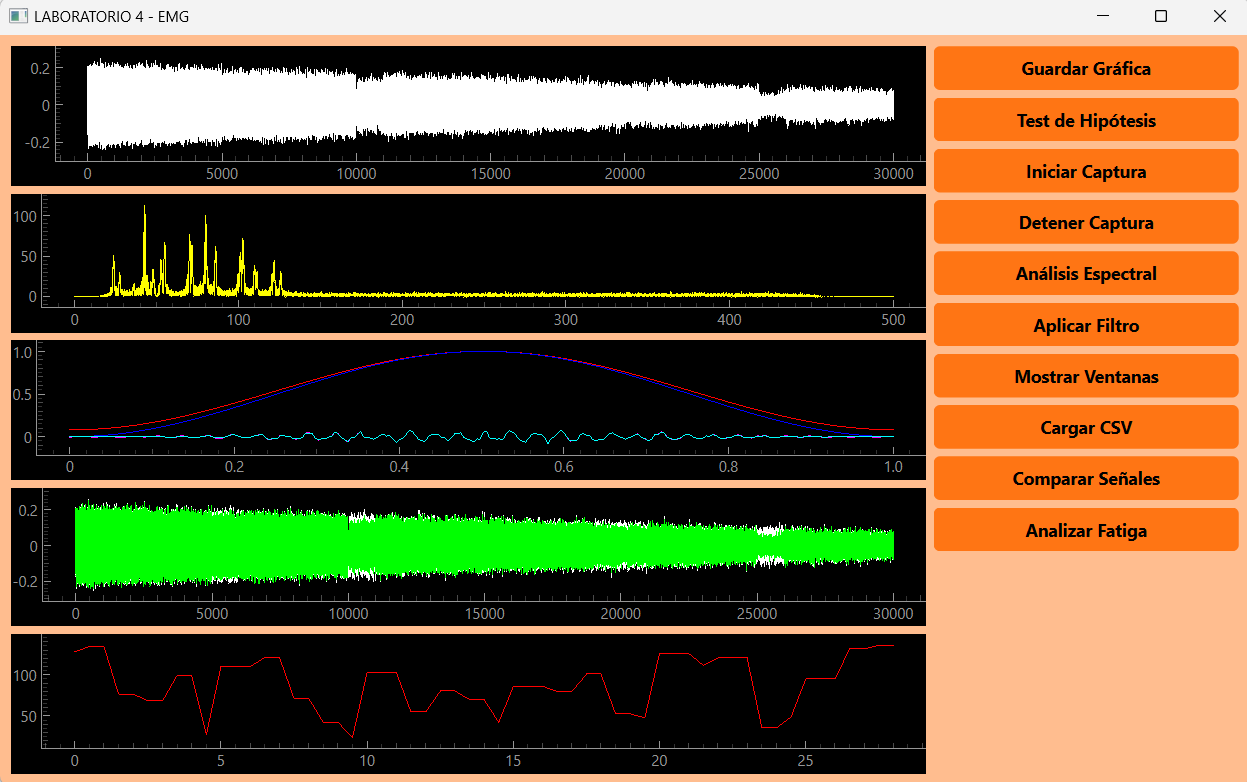 LABORATORIO 4 - EMG
0.2
0
-0.2
0 5000 10000 15000 20000 25000 30000
100
50
0
0 100 200 300 400 500
1.0
0.5
0
0 0.2 0.4 0.6 0.8 1.0
0.2
0
-0.2
0 5000 10000 15000 20000 25000 30000
100
50
0 5 10 15 20 25
Guardar Gráfica
Test de Hipótesis
Iniciar Captura
Detener Captura
Análisis Espectral
Aplicar Filtro
Mostrar Ventanas
Cargar CSV
Comparar Señales
Analizar Fatiga